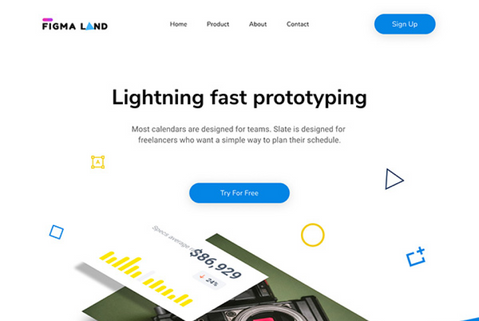 FIGMA LAND
Home Product About Contact
Sign Up
Lightning fast prototyping
Most calendars are designed for teams. Slate is designed for
freelancers who want a simple way to plan their schedule.
A
Try For Free
Specs average
$86,929
24%